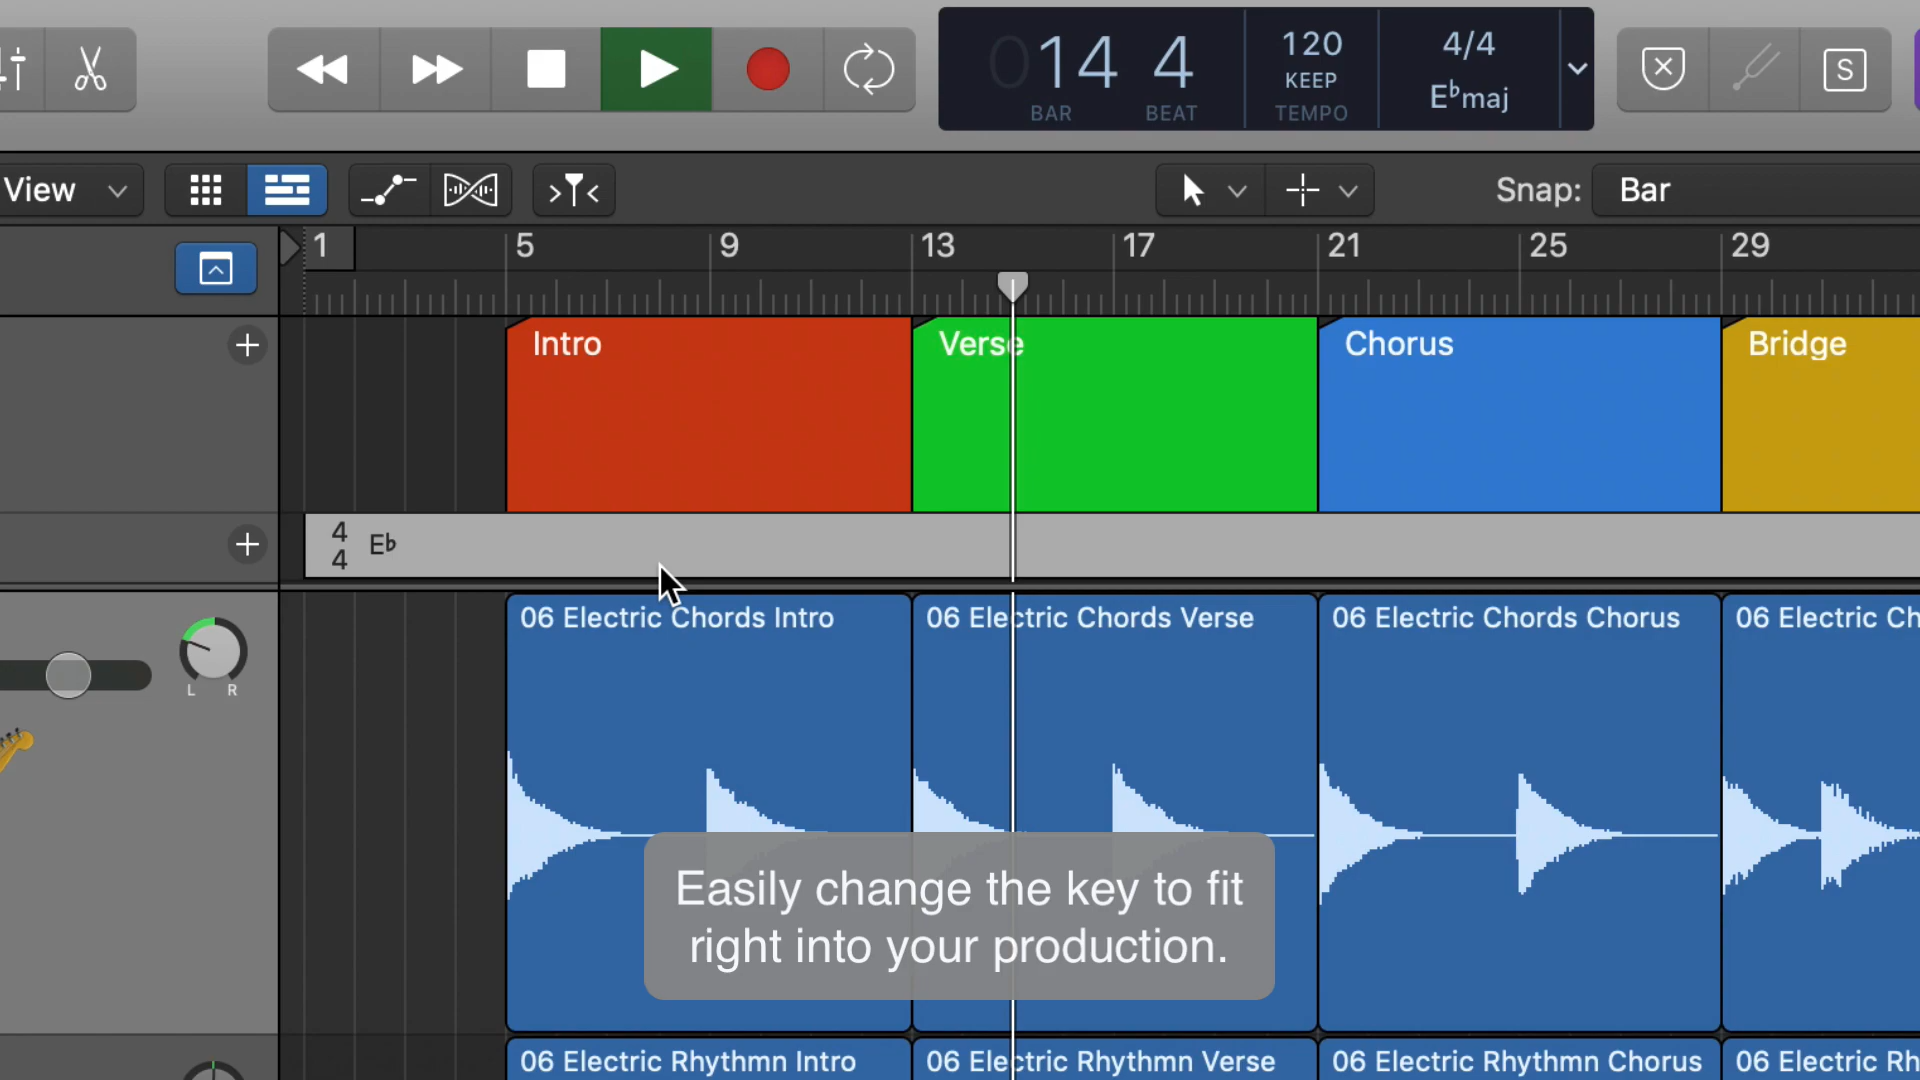 014 4
BAR BEAT
120
KEEP
TEMPO
4/4
E♭maj
S
View
Snap: Bar
1 5 9 13 17 21 25 29
Intro Verse Chorus Bridge
4
4
E♭
06 Electric Chords Intro
06 Electric Chords Verse
06 Electric Chords Chorus
06 Electric Ch
L R
Easily change the key to fit
right into your production.
06 Electric Rhythmn Intro
06 Electric Rhythmn Verse
06 Electric Rhythmn Chorus
06 Electric Rh